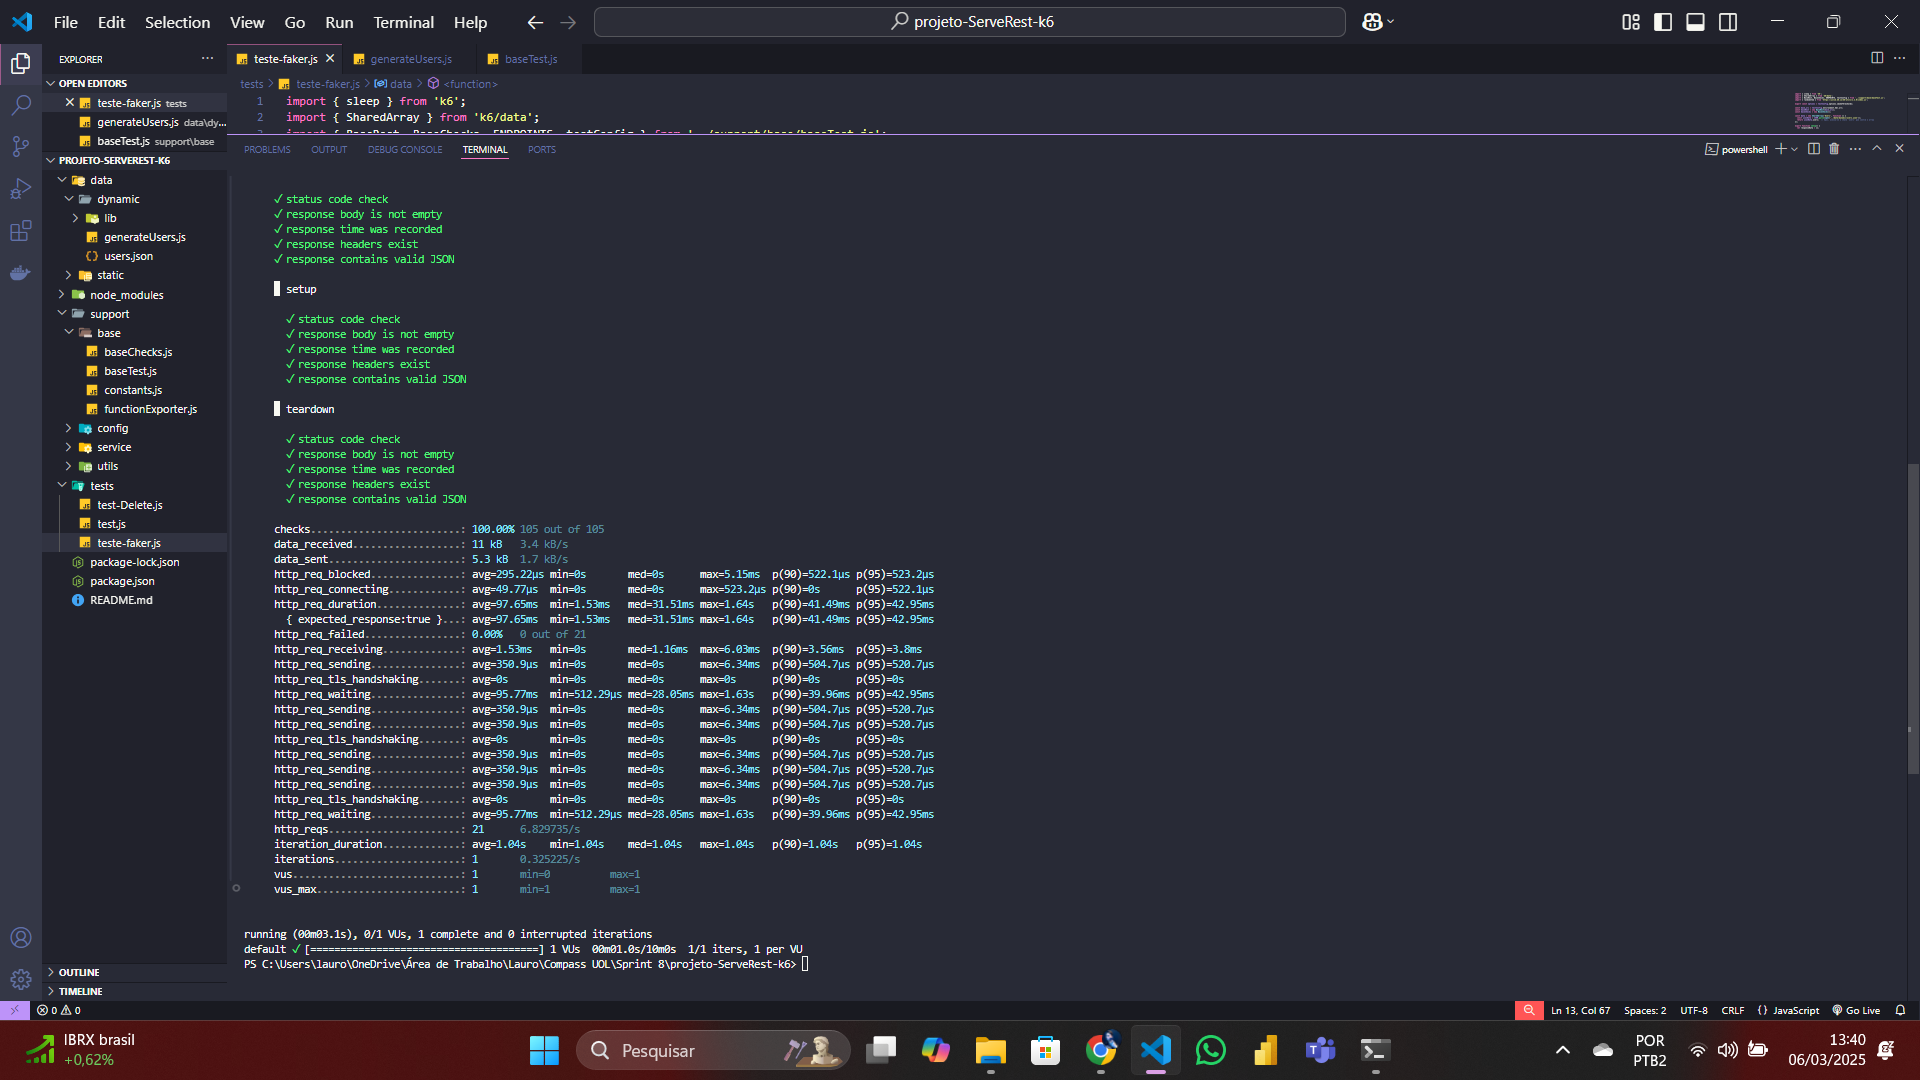 File Edit Selection View Go Run Terminal Help
projeto-ServeRest-k6
EXPLORER
teste-faker.js
generateUsers.js
baseTest.js
OPEN EDITORS
teste-faker.js tests
generateUsers.js data\dy...
baseTest.js support\base
PROJETO-SERVEREST-K6
data
dynamic
lib
generateUsers.js
users.json
static
node_modules
support
base
baseChecks.js
baseTest.js
constants.js
functionExporter.js
config
service
utils
tests
test-Delete.js
test.js
teste-faker.js
package-lock.json
package.json
README.md
OUTLINE
TIMELINE
tests > teste-faker.js > data > <function>
1 import { sleep } from 'k6';
2 import { SharedArray } from 'k6/data';
PROBLEMS OUTPUT DEBUG CONSOLE TERMINAL PORTS
powershell
✓ status code check
✓ response body is not empty
✓ response time was recorded
✓ response headers exist
✓ response contains valid JSON
█ setup
✓ status code check
✓ response body is not empty
✓ response time was recorded
✓ response headers exist
✓ response contains valid JSON
█ teardown
✓ status code check
✓ response body is not empty
✓ response time was recorded
✓ response headers exist
✓ response contains valid JSON
checks.........................: 100.00% 105 out of 105
data_received..................: 11 kB 3.4 kB/s
data_sent......................: 5.3 kB 1.7 kB/s
http_req_blocked...............: avg=295.22µs min=0s med=0s max=5.15ms p(90)=522.1µs p(95)=523.2µs
http_req_connecting............: avg=49.77µs min=0s med=0s max=523.2µs p(90)=0s p(95)=522.1µs
http_req_duration..............: avg=97.65ms min=1.53ms med=31.51ms max=1.64s p(90)=41.49ms p(95)=42.95ms
{ expected_response:true }...: avg=97.65ms min=1.53ms med=31.51ms max=1.64s p(90)=41.49ms p(95)=42.95ms
http_req_failed................: 0.00% 0 out of 21
http_req_receiving.............: avg=1.53ms min=0s med=1.16ms max=6.03ms p(90)=3.56ms p(95)=3.8ms
http_req_sending...............: avg=350.9µs min=0s med=0s max=6.34ms p(90)=504.7µs p(95)=520.7µs
http_req_tls_handshaking.......: avg=0s min=0s med=0s max=0s p(90)=0s p(95)=0s
http_req_waiting...............: avg=95.77ms min=512.29µs med=28.05ms max=1.63s p(90)=39.96ms p(95)=42.95ms
http_req_sending...............: avg=350.9µs min=0s med=0s max=6.34ms p(90)=504.7µs p(95)=520.7µs
http_req_sending...............: avg=350.9µs min=0s med=0s max=6.34ms p(90)=504.7µs p(95)=520.7µs
http_req_tls_handshaking.......: avg=0s min=0s med=0s max=0s p(90)=0s p(95)=0s
http_req_sending...............: avg=350.9µs min=0s med=0s max=6.34ms p(90)=504.7µs p(95)=520.7µs
http_req_sending...............: avg=350.9µs min=0s med=0s max=6.34ms p(90)=504.7µs p(95)=520.7µs
http_req_sending...............: avg=350.9µs min=0s med=0s max=6.34ms p(90)=504.7µs p(95)=520.7µs
http_req_tls_handshaking.......: avg=0s min=0s med=0s max=0s p(90)=0s p(95)=0s
http_req_waiting...............: avg=95.77ms min=512.29µs med=28.05ms max=1.63s p(90)=39.96ms p(95)=42.95ms
http_reqs......................: 21 6.829735/s
iteration_duration.............: avg=1.04s min=1.04s med=1.04s max=1.04s p(90)=1.04s p(95)=1.04s
iterations.....................: 1 0.325225/s
vus............................: 1 min=0 max=1
vus_max........................: 1 min=1 max=1
running (00m03.1s), 0/1 VUs, 1 complete and 0 interrupted iterations
default ✓ [======================================] 1 VUs 00m01.0s/10m0s 1/1 iters, 1 per VU
PS C:\Users\lauro\OneDrive\Área de Trabalho\Lauro\Compass UOL\Sprint 8\projeto-ServeRest-k6>
0 0
Ln 13, Col 67 Spaces: 2 UTF-8 CRLF {} JavaScript Go Live
IBRX brasil
+0,62%
Pesquisar
POR
PTB2
13:40
06/03/2025